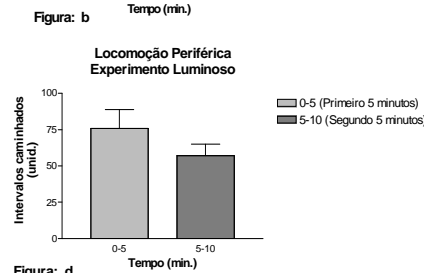 Tempo (min.)
Figura: b
Locomoção Periférica
Experimento Luminoso
Intervalos caminhados
(unid.)
100
75
50
25
0
0-5
5-10
Tempo (min.)
0-5 (Primeiro 5 minutos)
5-10 (Segundo 5 minutos)
Figura: d